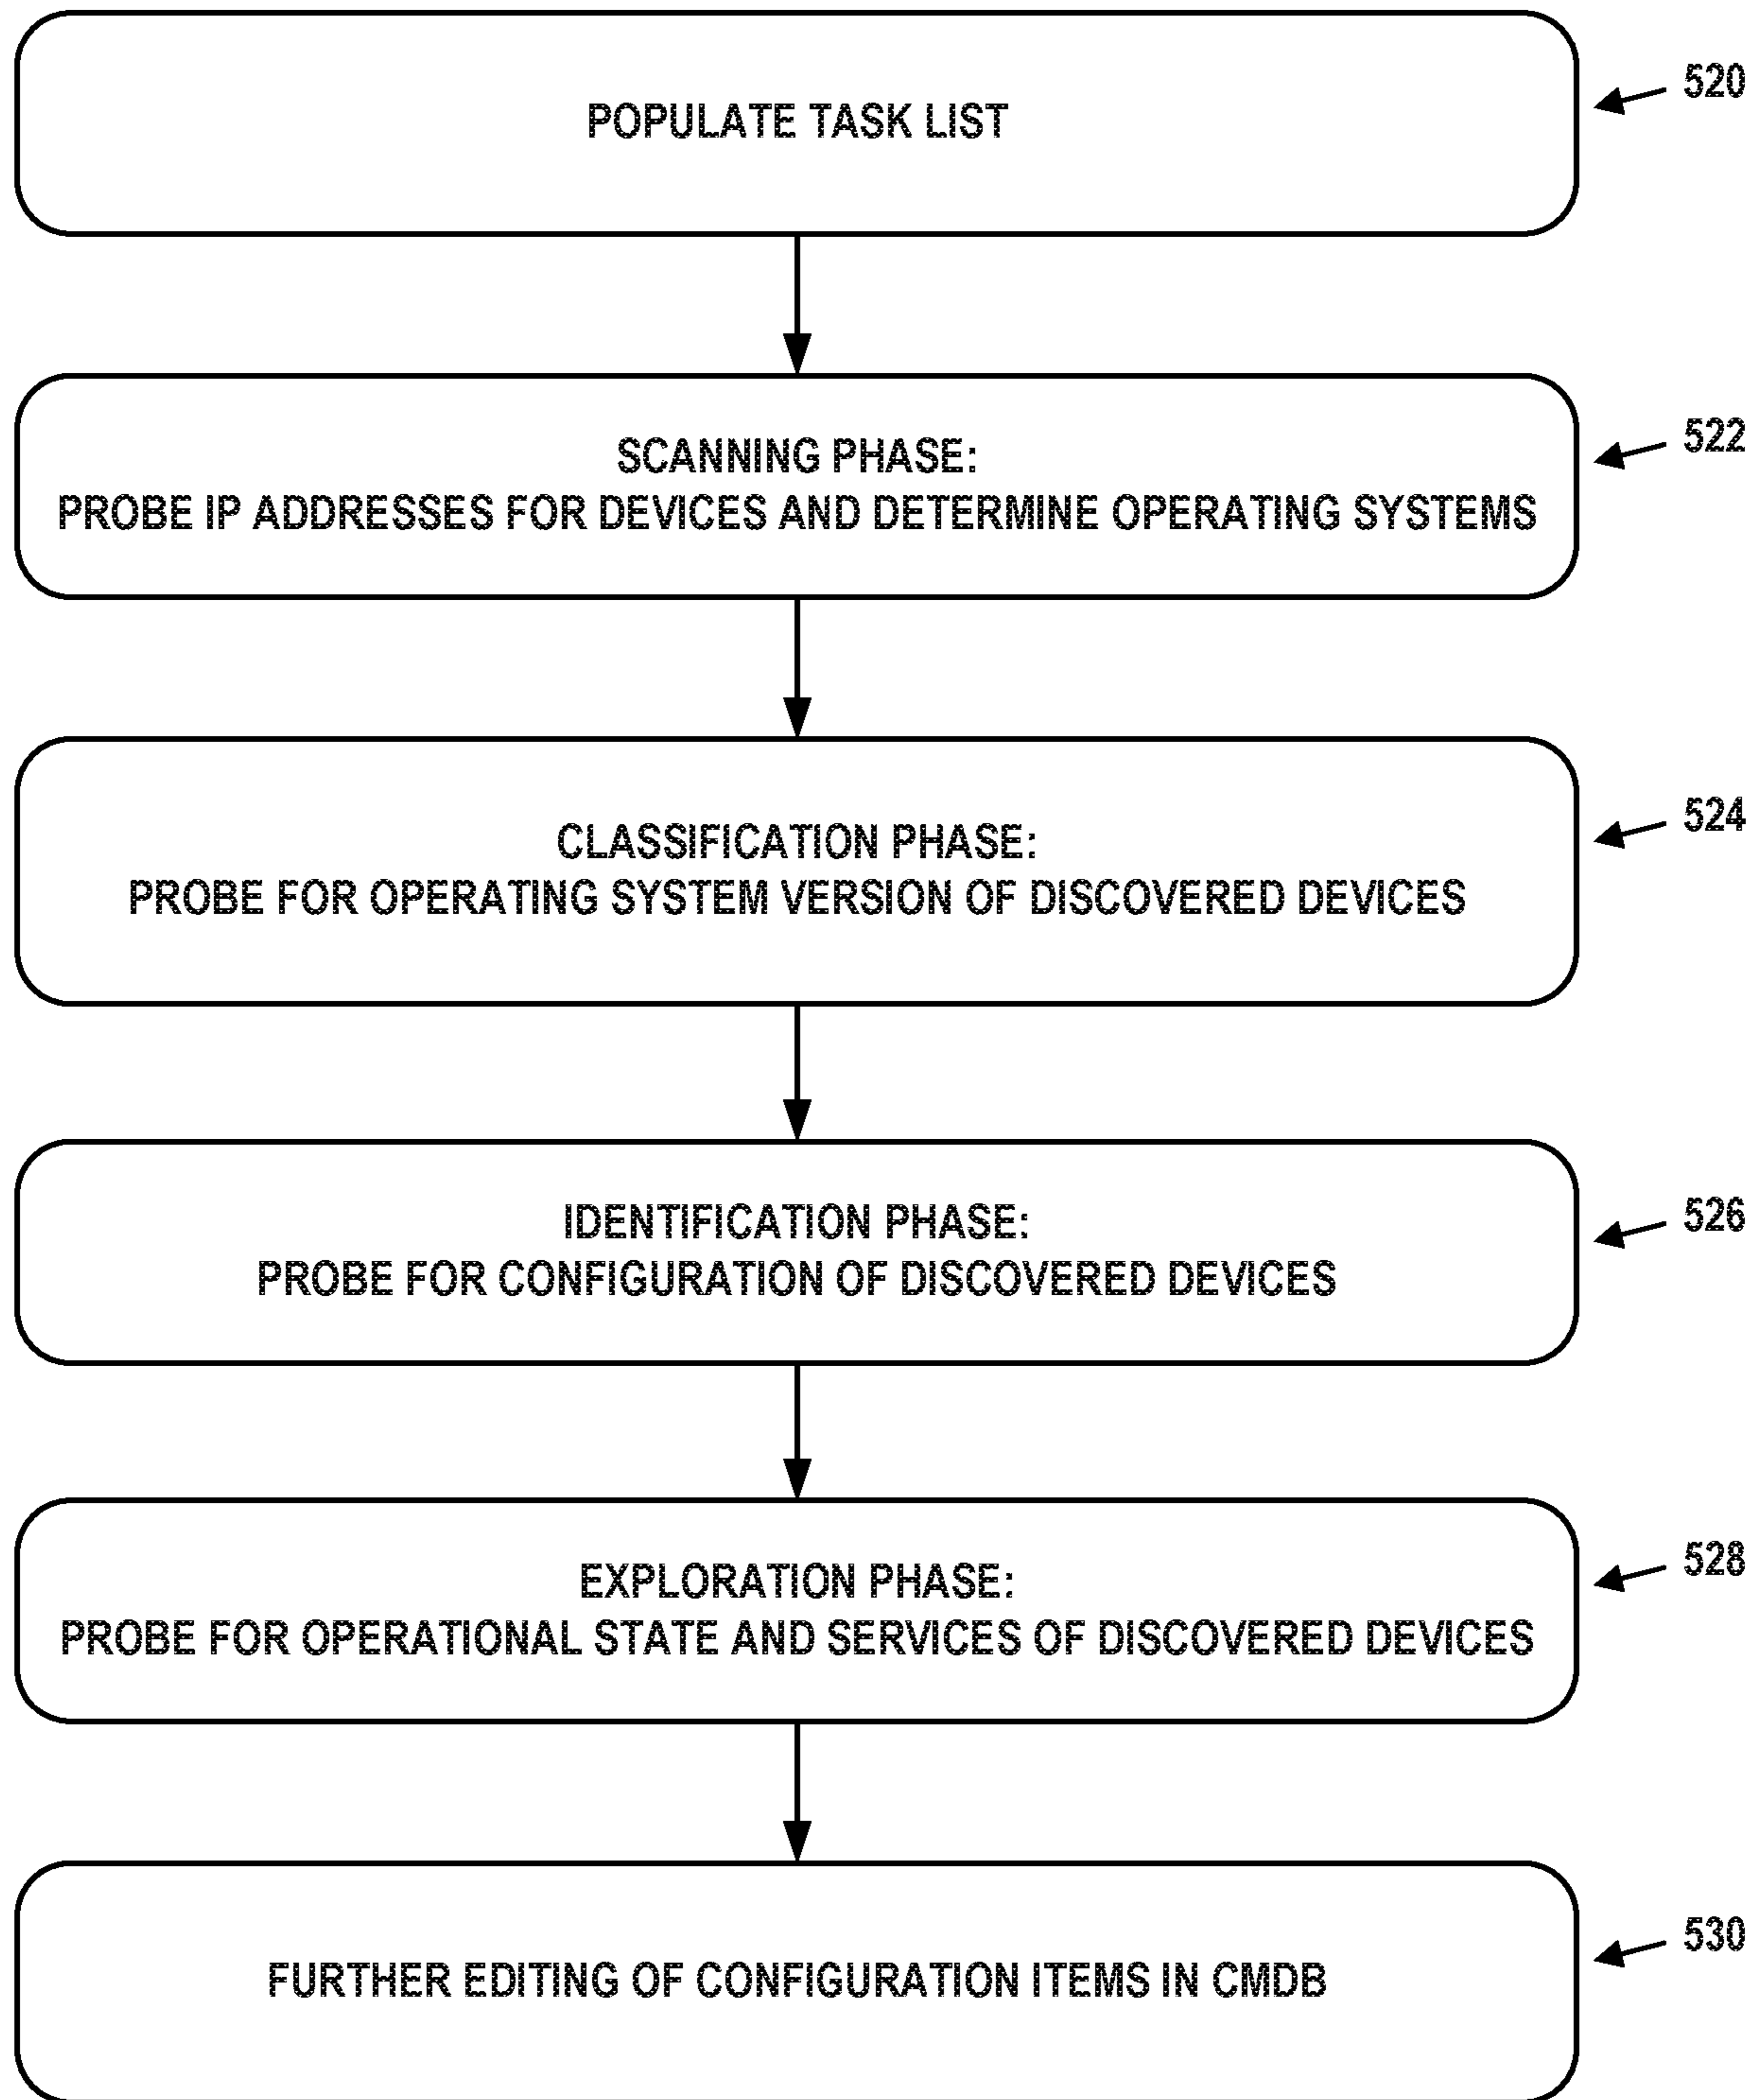 POPULATE TASK LIST
520
SCANNING PHASE:
PROBE IP ADDRESSES FOR DEVICES AND DETERMINE OPERATING SYSTEMS
522
CLASSIFICATION PHASE:
PROBE FOR OPERATING SYSTEM VERSION OF DISCOVERED DEVICES
524
IDENTIFICATION PHASE:
PROBE FOR CONFIGURATION OF DISCOVERED DEVICES
526
EXPLORATION PHASE:
PROBE FOR OPERATIONAL STATE AND SERVICES OF DISCOVERED DEVICES
528
FURTHER EDITING OF CONFIGURATION ITEMS IN CMDB
530